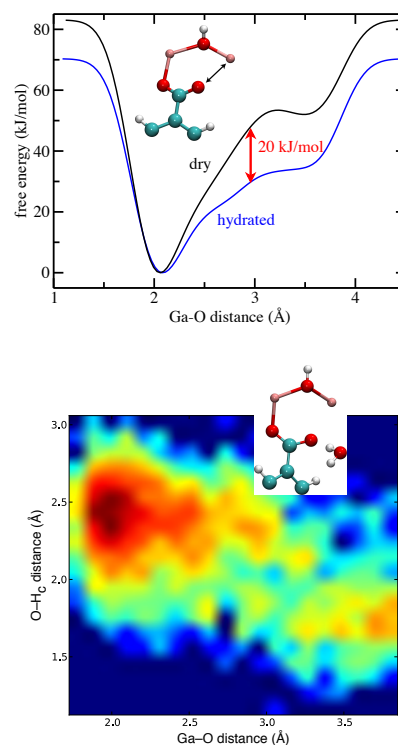 80
60
40
20
0
free energy (kJ/mol)
dry
20 kJ/mol
hydrated
1
2
3
4
Ga-O distance (Å)
3.0
2.5
2.0
1.5
O–Hc distance (Å)
2.0
2.5
3.0
3.5
Ga–O distance (Å)